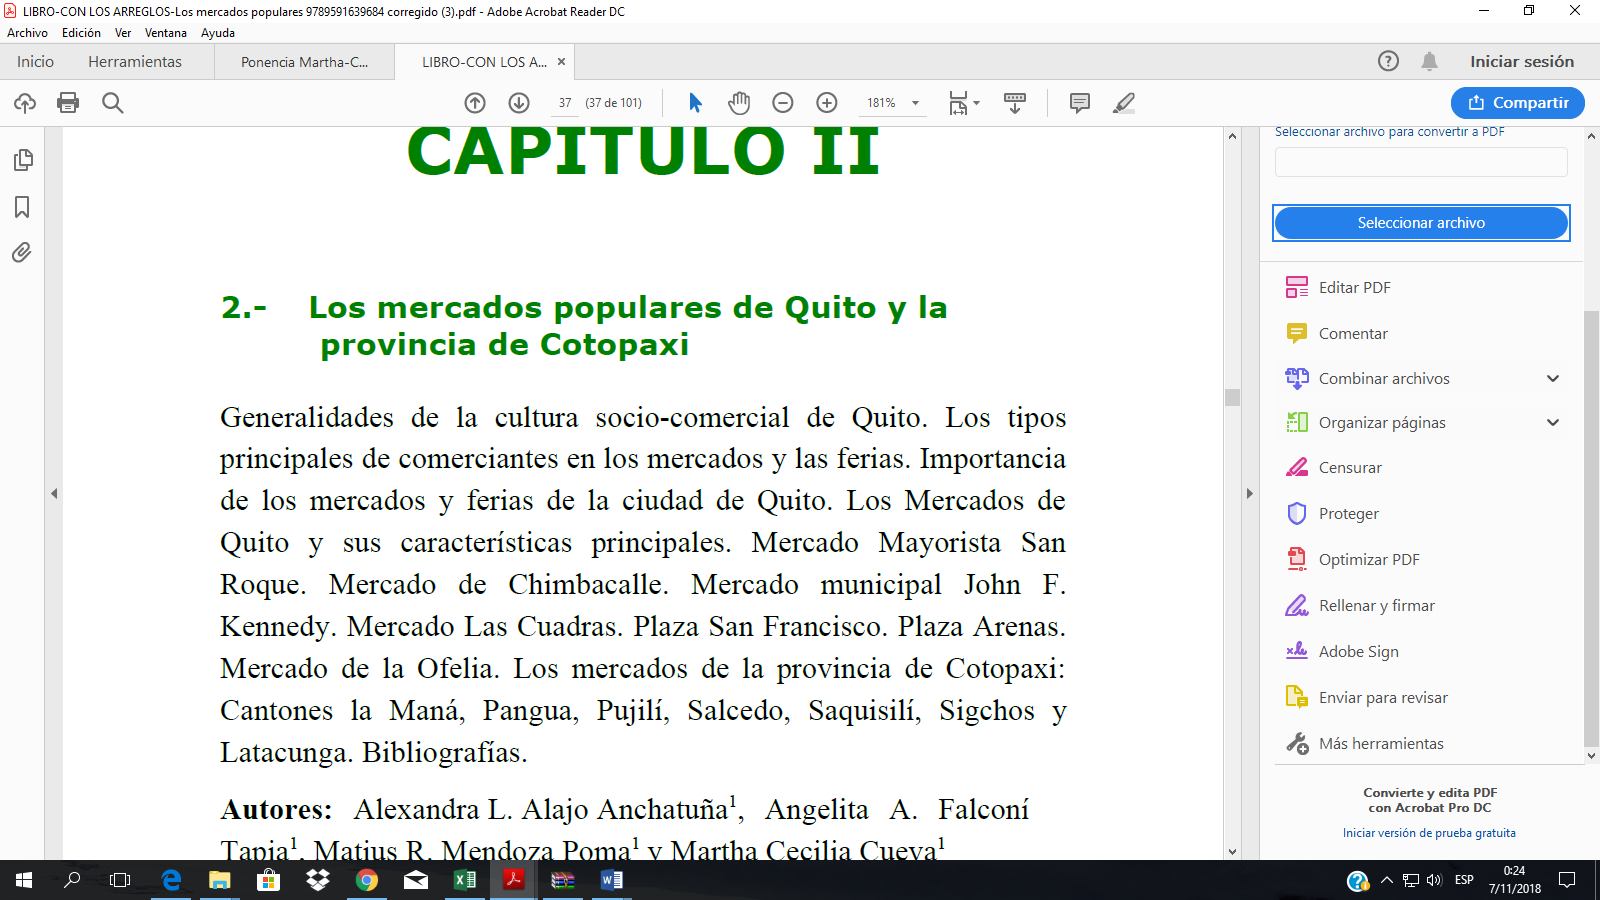 LIBRO-CON LOS ARREGLOS-Los mercados populares 9789591639684 corregido (3).pdf - Adobe Acrobat Reader DC
Archivo Edición Ver Ventana Ayuda
Inicio Herramientas Ponencia Martha-C... LIBRO-CON LOS A... × Iniciar sesión
37 (37 de 101) 181% Compartir
CAPITULO II
2.- Los mercados populares de Quito y la
provincia de Cotopaxi
Generalidades de la cultura socio-comercial de Quito. Los tipos
principales de comerciantes en los mercados y las ferias. Importancia
de los mercados y ferias de la ciudad de Quito. Los Mercados de
Quito y sus características principales. Mercado Mayorista San
Roque. Mercado de Chimbacalle. Mercado municipal John F.
Kennedy. Mercado Las Cuadras. Plaza San Francisco. Plaza Arenas.
Mercado de la Ofelia. Los mercados de la provincia de Cotopaxi:
Cantones la Maná, Pangua, Pujilí, Salcedo, Saquisilí, Sigchos y
Latacunga. Bibliografías.
Autores: Alexandra L. Alajo Anchatuña1, Angelita A. Falconí
Tapia1, Matius R. Mendoza Poma1 y Martha Cecilia Cueva1
Seleccionar archivo para convertir a PDF
Seleccionar archivo
Editar PDF
Comentar
Combinar archivos
Organizar páginas
Censurar
Proteger
Optimizar PDF
Rellenar y firmar
Adobe Sign
Enviar para revisar
Más herramientas
Convierte y edita PDF
con Acrobat Pro DC
Iniciar versión de prueba gratuita
ESP
0:24
7/11/2018